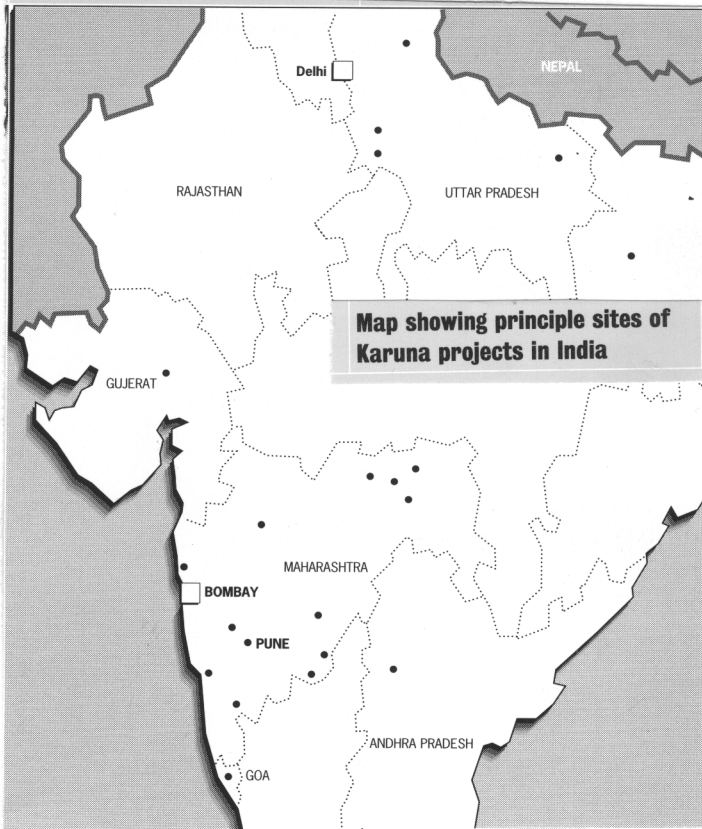 Delhi
NEPAL
RAJASTHAN
UTTAR PRADESH
Map showing principle sites of
Karuna projects in India
GUJERAT
MAHARASHTRA
BOMBAY
PUNE
ANDHRA PRADESH
GOA